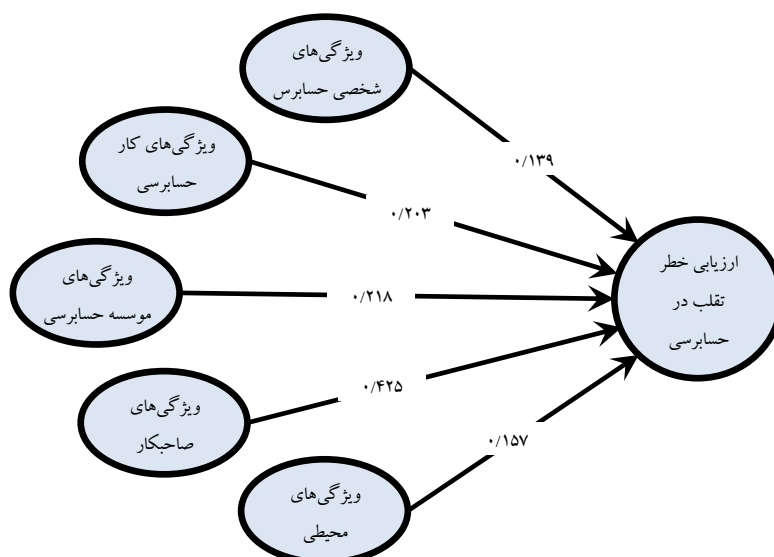 ویژگی‌های
شخصی حسابرس
ویژگی‌های کار
حسابرسی
ویژگی‌های
موسسه حسابرسی
ویژگی‌های
صاحبکار
ویژگی‌های
محیطی
۰/۱۳۹
۰/۲۰۳
۰/۲۱۸
۰/۴۲۵
۰/۱۵۷
ارزیابی خطر
تقلب در
حسابرسی